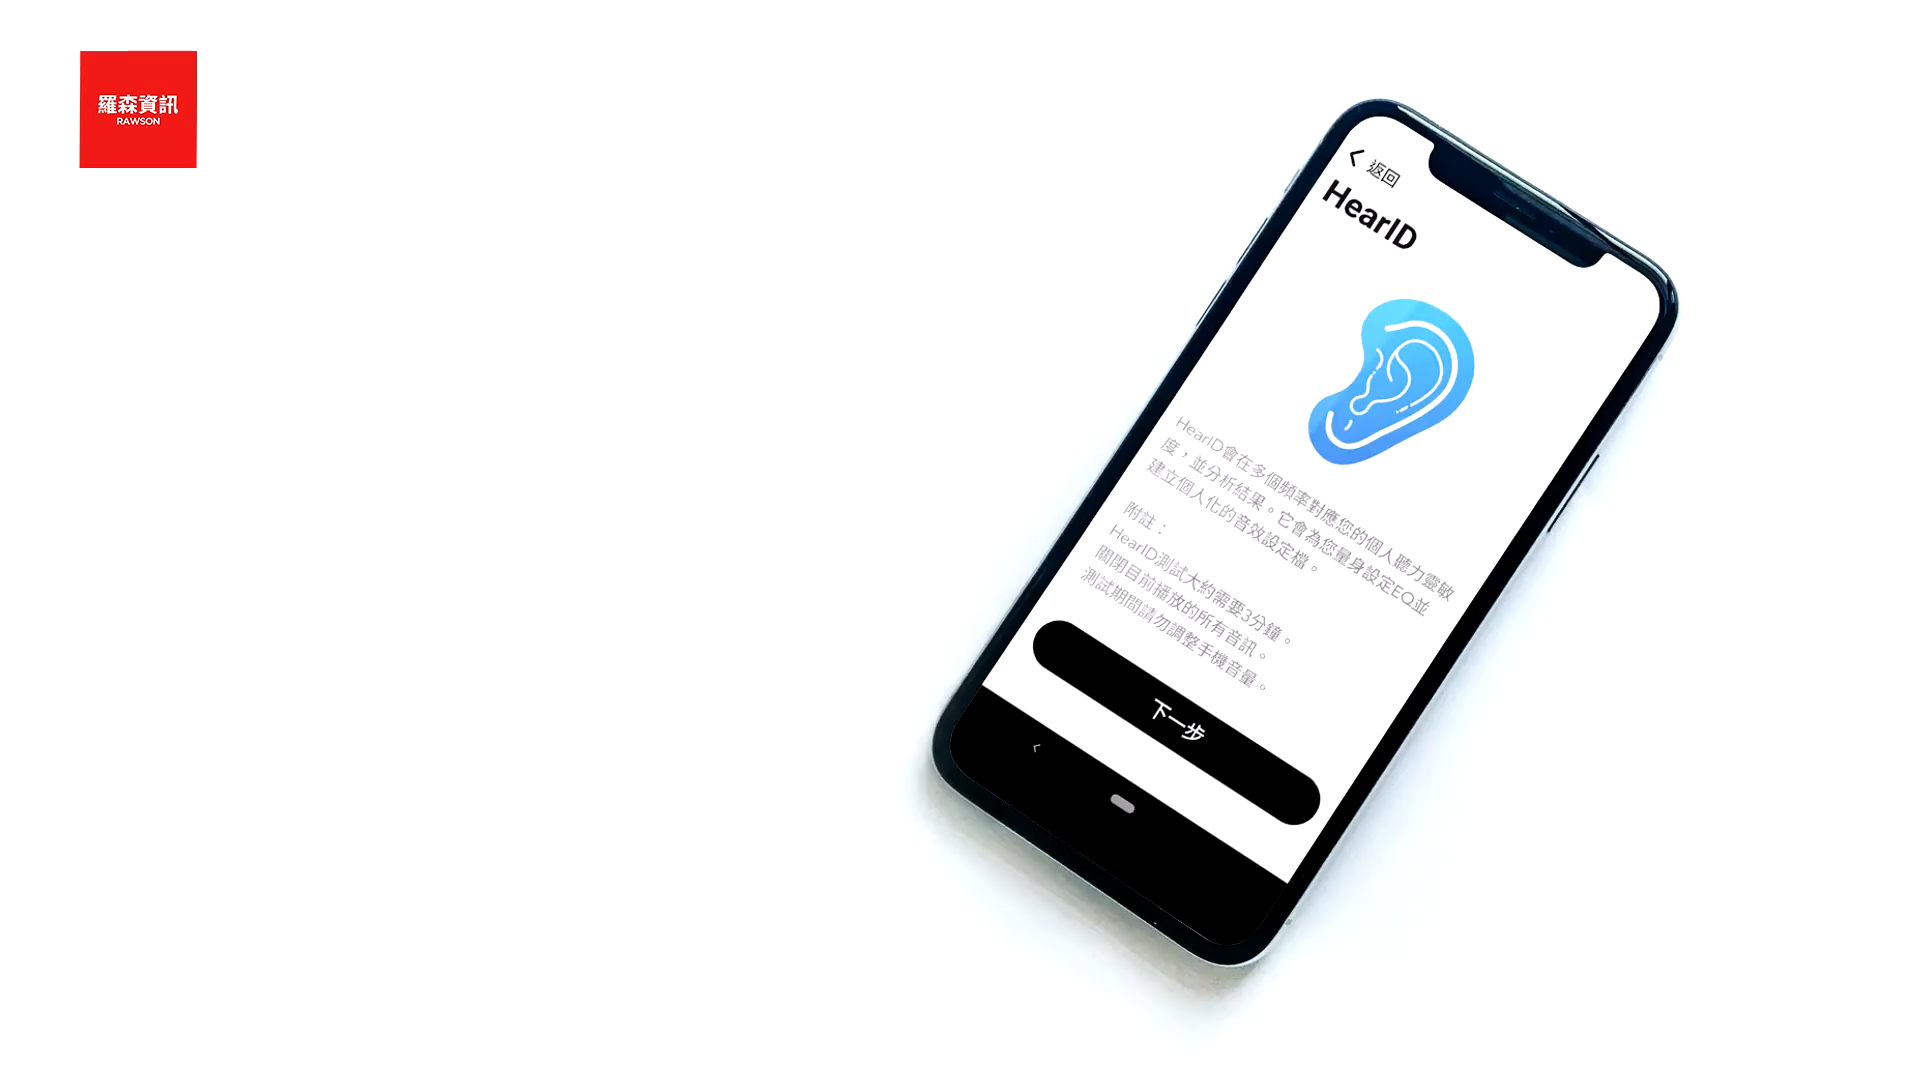 羅森資訊
RAWSON
返回
HearID
HearID會在多個頻率對應您的個人聽力靈敏
度，並分析結果。它會為您量身設定EQ並
建立個人化的音效設定檔。
附註：
HearID測試大約需要3分鐘。
關閉目前播放的所有音訊。
測試期間請勿調整手機音量。
下一步